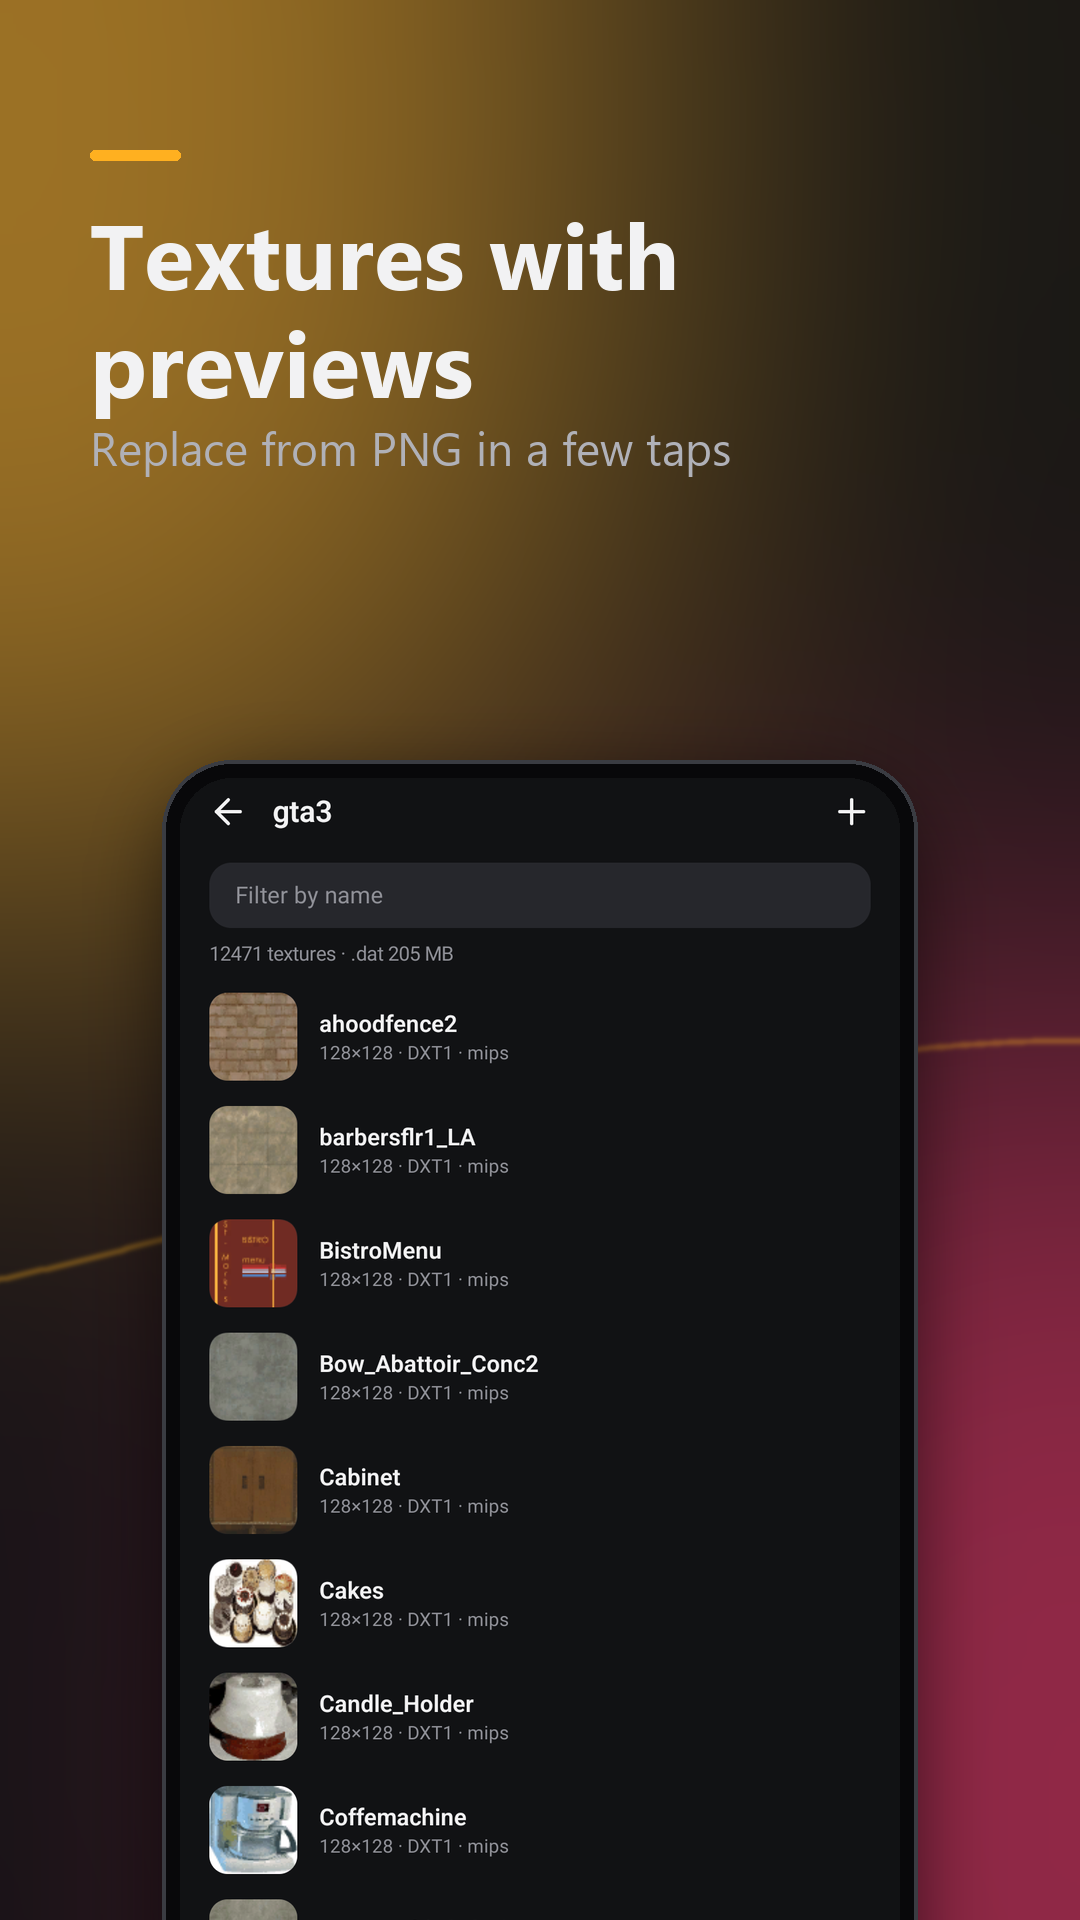 Textures with
previews
Replace from PNG in a few taps
gta3
Filter by name
12471 textures · .dat 205 MB
ahoodfence2
128×128 · DXT1 · mips
barbersflr1_LA
128×128 · DXT1 · mips
BISTRO
menu
BistroMenu
128×128 · DXT1 · mips
Bow_Abattoir_Conc2
128×128 · DXT1 · mips
Cabinet
128×128 · DXT1 · mips
Cakes
128×128 · DXT1 · mips
Candle_Holder
128×128 · DXT1 · mips
Coffemachine
128×128 · DXT1 · mips